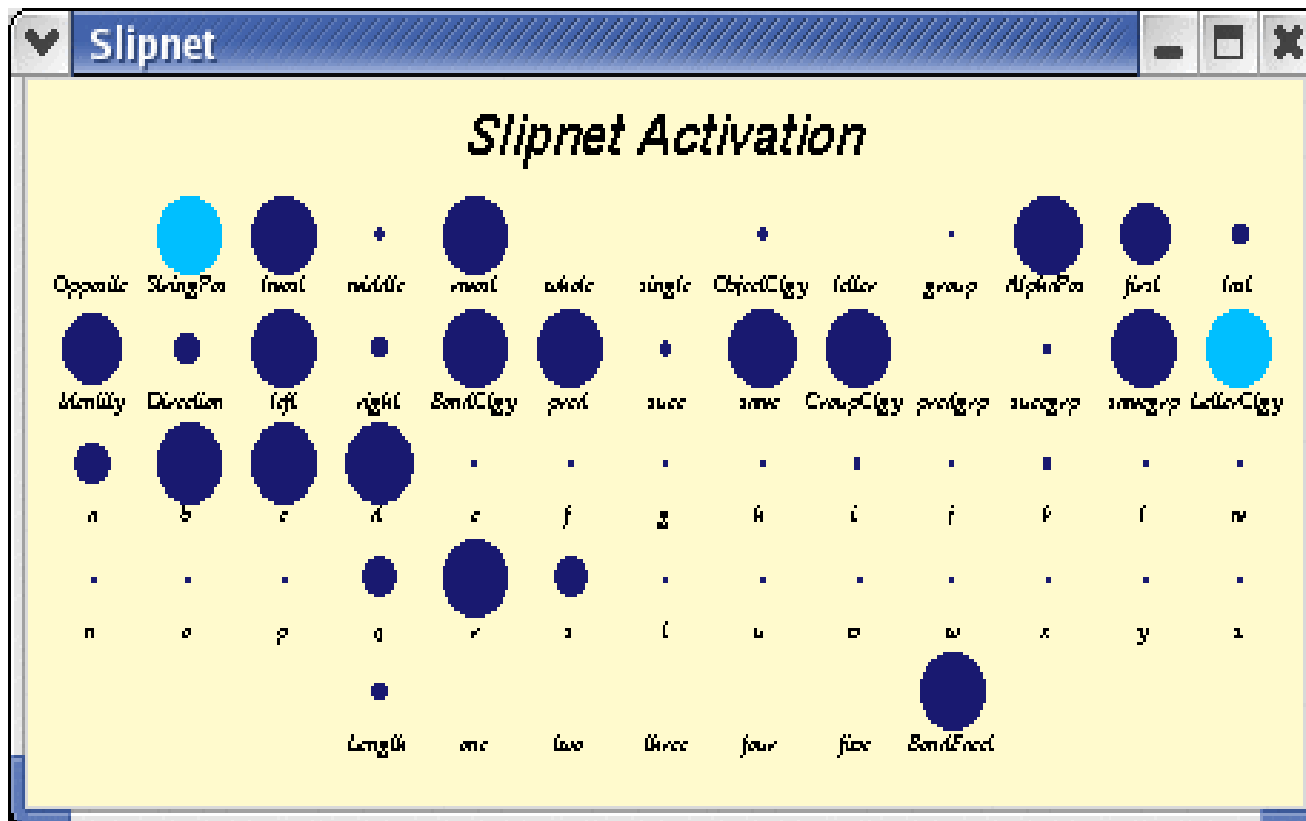 Slipnet
Slipnet Activation
Opposite StringPos lmost middle rmost whole single ObjectCtgy letter group AlphaPos first last
Identity Direction left right BondCtgy pred succ same GroupCtgy predgrp succgrp samegrp LetterCtgy
a b c d e f g h i j k l m
n o p q r s t u v w x y z
Length one two three four five BondFacet